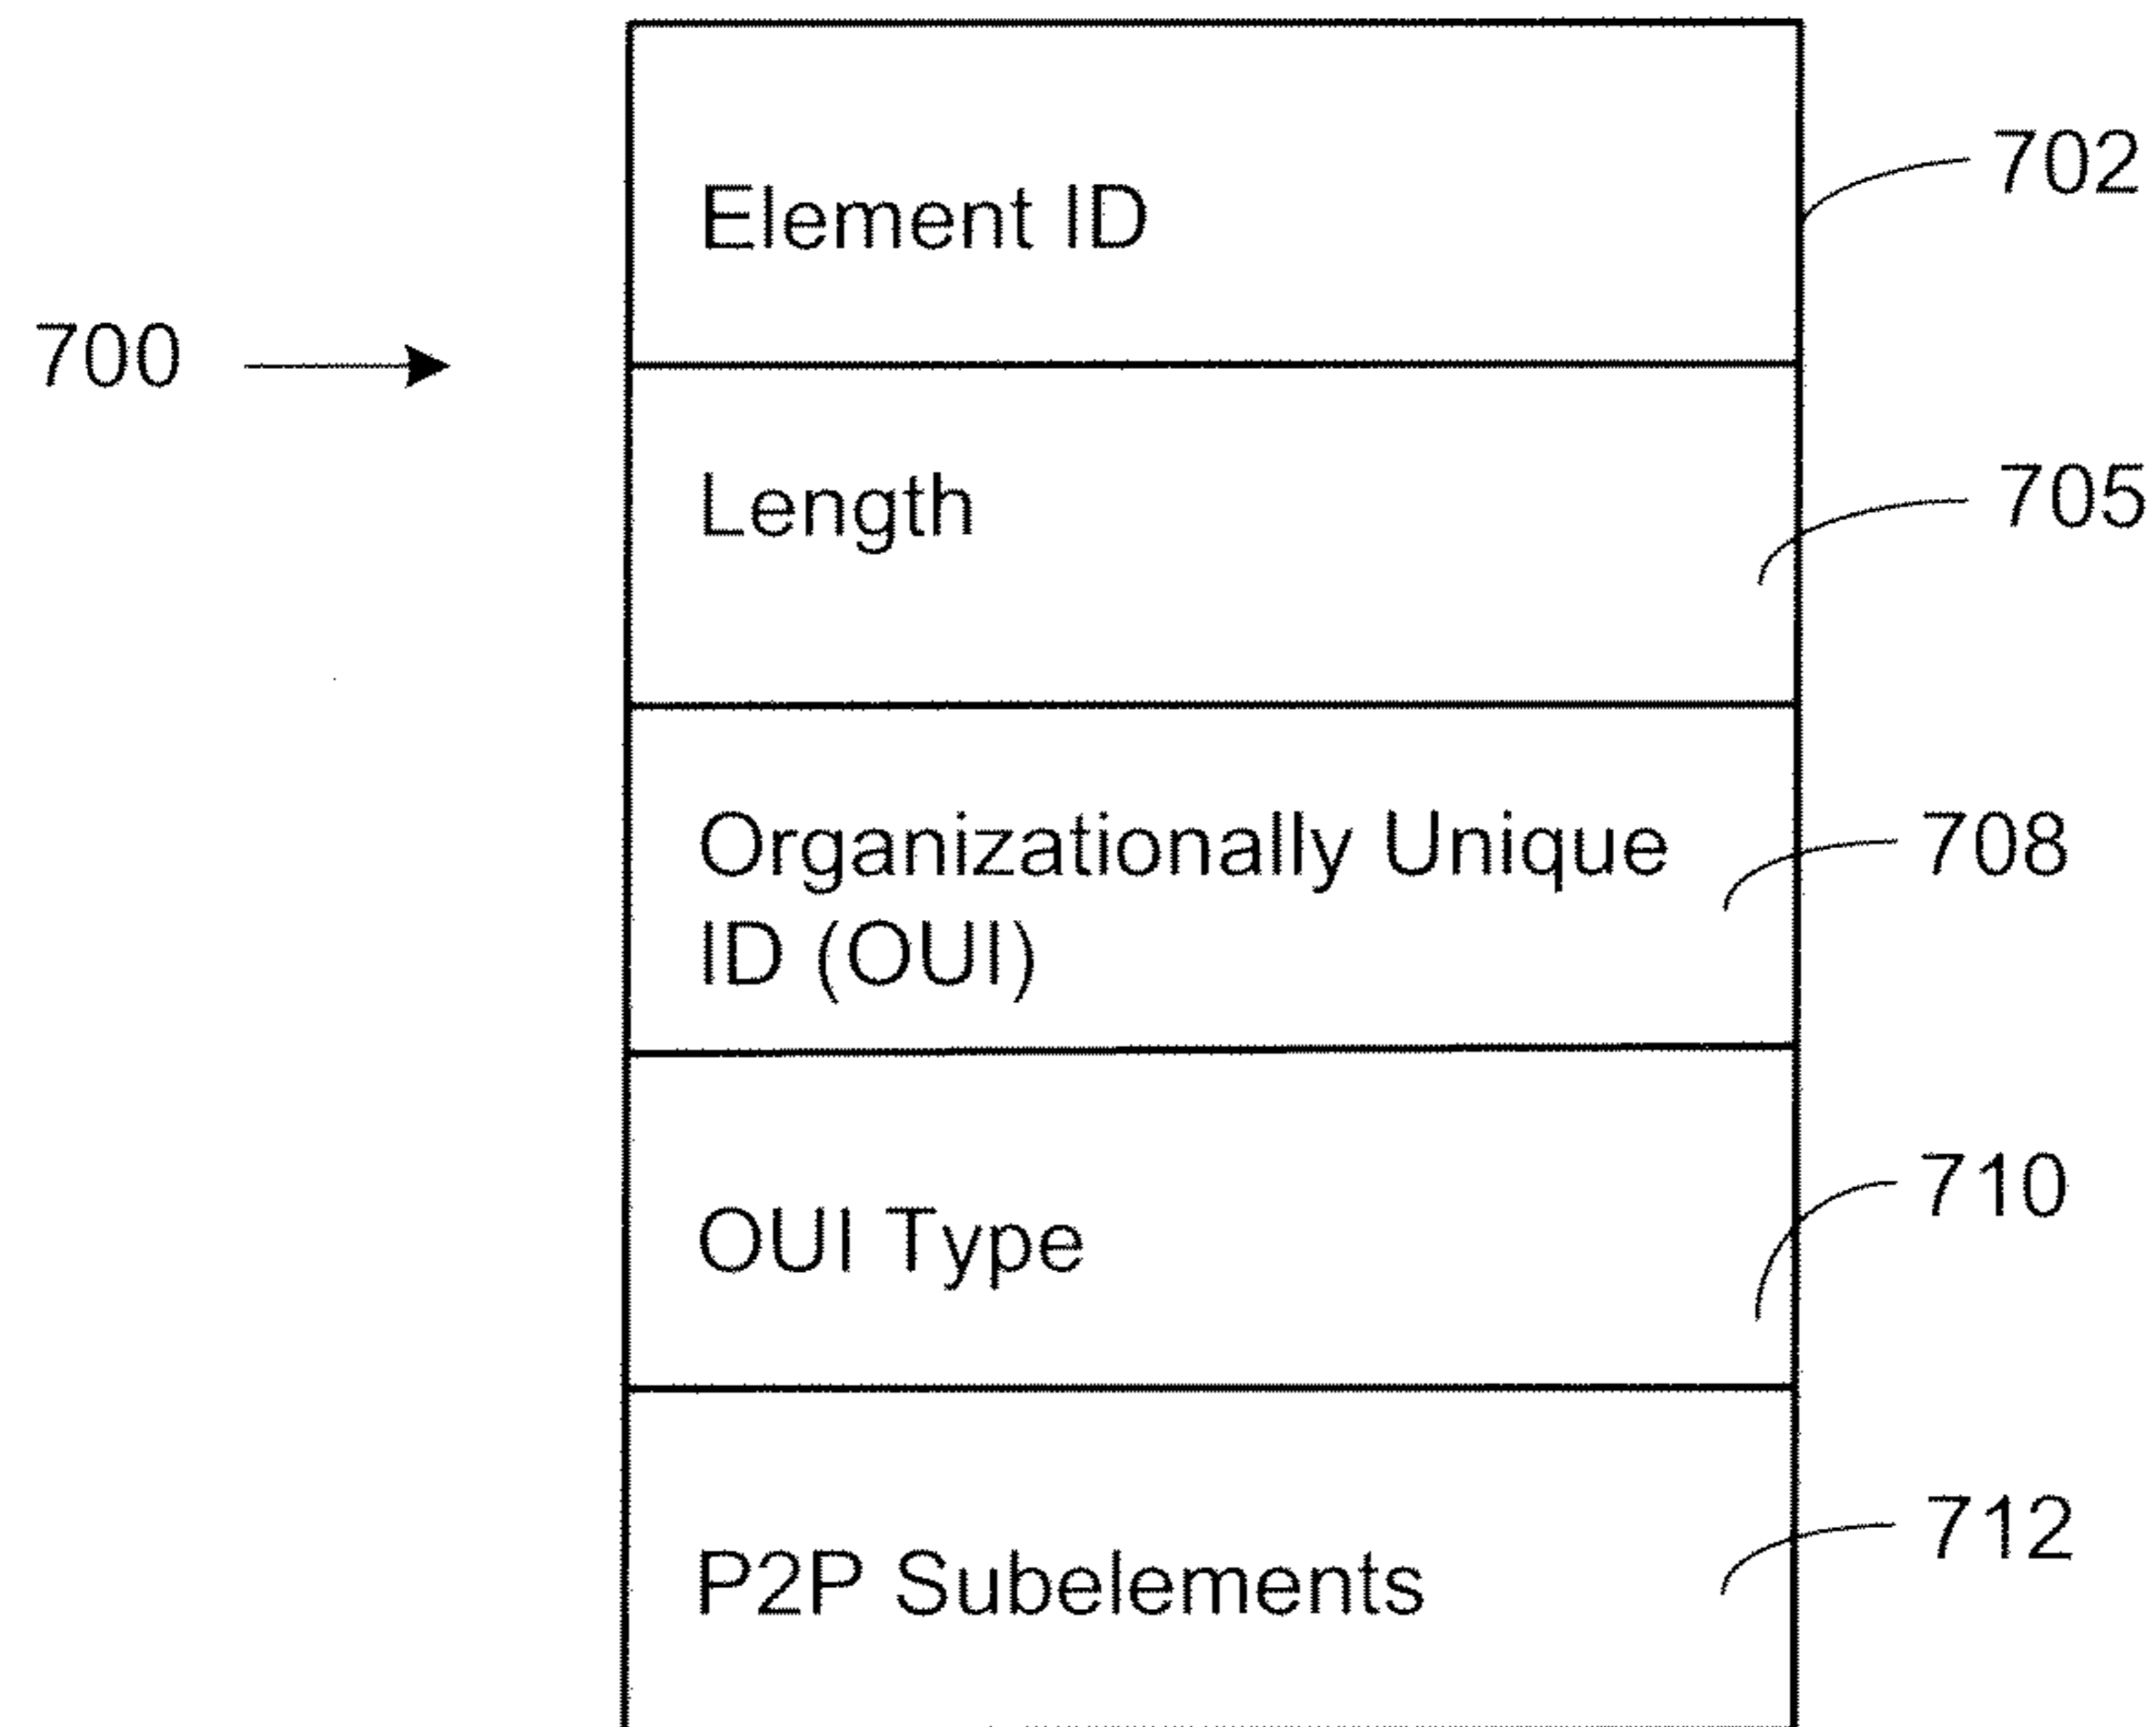 Element ID
702
700
Length
705
Organizationally Unique
ID (OUI)
708
OUI Type
710
P2P Subelements
712